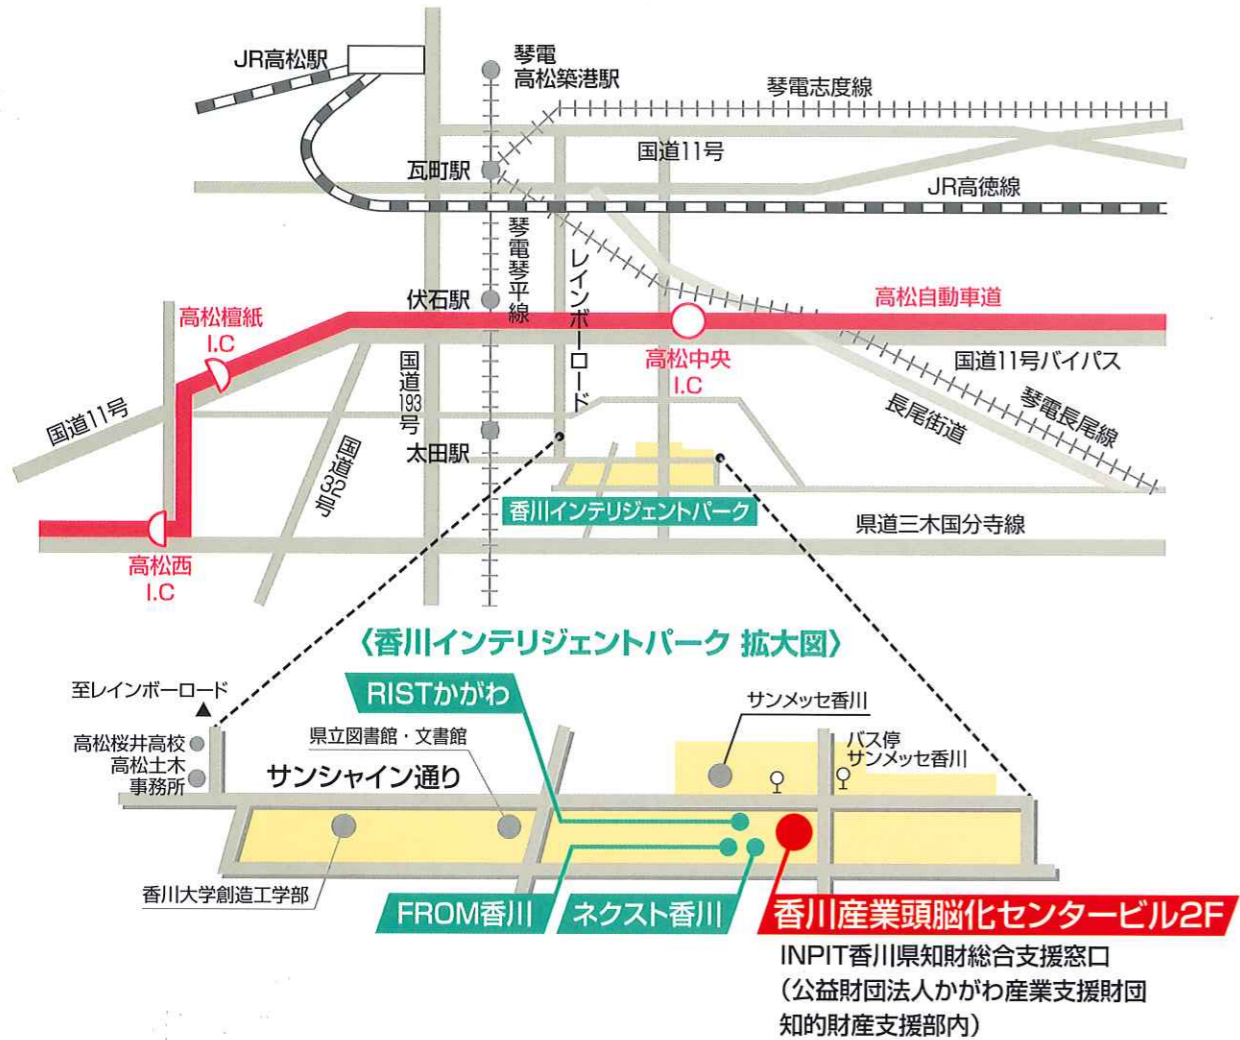 JR高松駅
琴電
高松築港駅
琴電志度線
国道11号
瓦町駅
JR高徳線
琴電琴平線
レインボーロード
伏石駅
高松自動車道
高松檀紙
I.C
高松中央
I.C
国道11号バイパス
国道193号
国道11号
長尾街道
琴電長尾線
太田駅
国道32号
香川インテリジェントパーク
県道三木国分寺線
高松西
I.C
〈香川インテリジェントパーク 拡大図〉
至レインボーロード
▲
RISTかがわ
サンメッセ香川
高松桜井高校
高松土木
事務所
県立図書館・文書館
サンシャイン通り
バス停
サンメッセ香川
香川大学創造工学部
FROM香川
ネクスト香川
香川産業頭脳化センタービル2F
INPIT香川県知財総合支援窓口
(公益財団法人かがわ産業支援財団
知的財産支援部内)